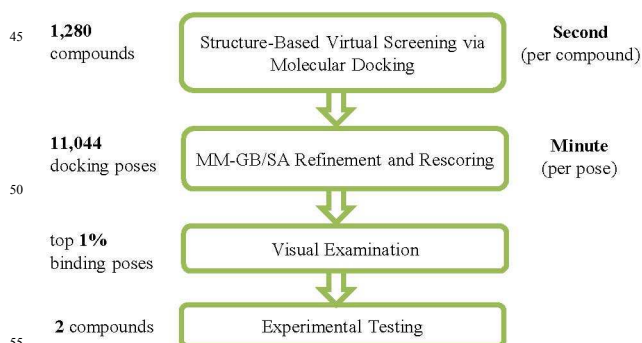 45
1,280
compounds
Structure-Based Virtual Screening via
Molecular Docking
Second
(per compound)
11,044
docking poses
MM-GB/SA Refinement and Rescoring
Minute
(per pose)
50
top 1%
binding poses
Visual Examination
2 compounds
Experimental Testing
55